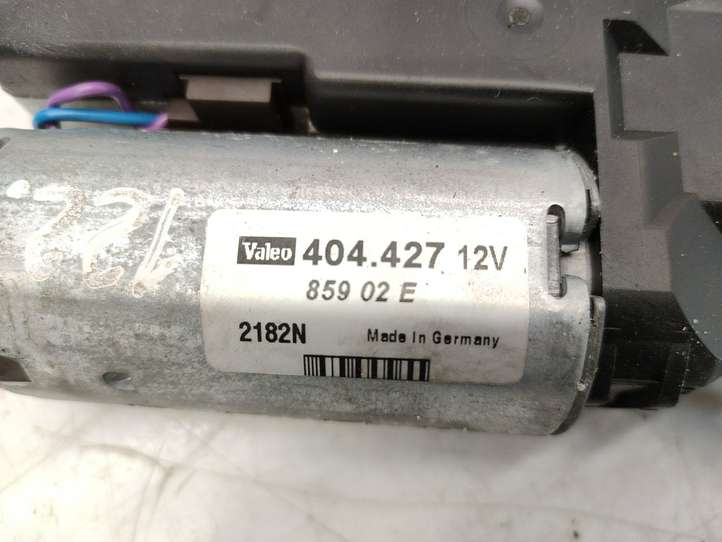 Valeo 404.427 12V
859 02 E
2182N Made In Germany